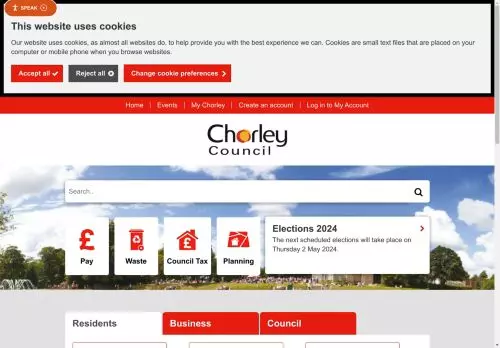 SPEAK
This website uses cookies
Our website uses cookies, as almost all websites do, to help provide you with the best experience we can. Cookies are small text files that are placed on your
computer or mobile phone when you browse websites.
Accept all
Reject all
Change cookie preferences
Home | Events | My Chorley | Create an account | Log in to My Account
Chorley
Council
Search..
Pay
Waste
Council Tax
Planning
Elections 2024
The next scheduled elections will take place on
Thursday 2 May 2024.
Residents
Business
Council